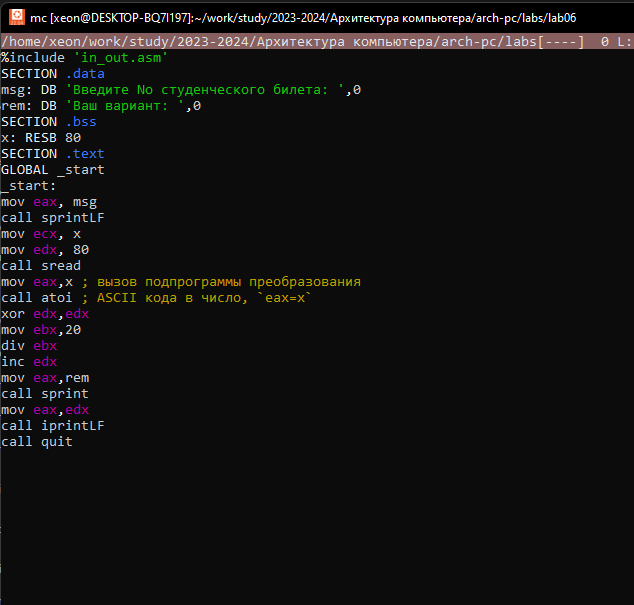 mc [xeon@DESKTOP-BQ7I197]:~/work/study/2023-2024/Архитектура компьютера/arch-pc/labs/lab06
/home/xeon/work/study/2023-2024/Архитектура компьютера/arch-pc/labs[----]  0 L:
%include 'in_out.asm'
SECTION .data
msg: DB 'Введите No студенческого билета: ',0
rem: DB 'Ваш вариант: ',0
SECTION .bss
x: RESB 80
SECTION .text
GLOBAL _start
_start:
mov eax, msg
call sprintLF
mov ecx, x
mov edx, 80
call sread
mov eax,x ; вызов подпрограммы преобразования
call atoi ; ASCII кода в число, `eax=x`
xor edx,edx
mov ebx,20
div ebx
inc edx
mov eax,rem
call sprint
mov eax,edx
call iprintLF
call quit